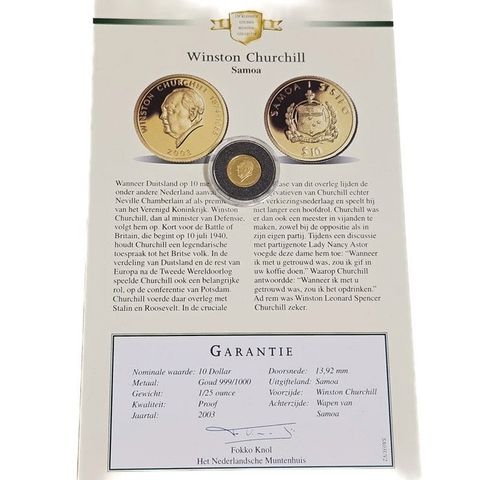 Winston Churchill
Samoa
WINSTON CHURCHILL 1874-1965
2003
SAMOA I SISIFO
$10
Wanneer Duitsland op 10 me
onder andere Nederland aanva
Neville Chamberlain af als premie
van het Verenigd Koninkrijk. Winston
Churchill, dan al minister van Defensie,
volgt hem op. Kort voor de Battle of
Britain, die begint op 10 juli 1940,
houdt Churchill een legendarische
toespraak tot het Britse volk. In de
verdeling van Duitsland en de rest van
Europa na de Tweede Wereldoorlog
speelde Churchill ook een belangrijke
rol, op de conferentie van Potsdam.
Churchill voerde daar overleg met
Stalin en Roosevelt. In de cruciale
ase van dit overleg lijden de
servatieven van Churchill echter
verkiezingsnederlaag en speelt hij
met langer een hoofdrol. Churchill was
er dan ook een meester in vijanden te
maken, zowel bij de oppositie als in
zijn eigen partij. Tijdens een discussie
met partijgenote Lady Nancy Astor
voegde deze dame hem toe: "Wanneer
ik met u getrouwd was, zou ik gif in
uw koffie doen." Waarop Churchill
antwoordde: "Wanneer ik met u
getrouwd was, zou ik het opdrinken."
Ad rem was Winston Leonard Spencer
Churchill zeker.
GARANTIE
Nominale waarde: 10 Dollar
Metaal: Goud 999/1000
Gewicht: 1/25 ounce
Kwaliteit: Proof
Jaartal: 2003
Doorsnede: 13,92 mm
Uitgifteland: Samoa
Voorzijde: Winston Churchill
Achterzijde: Wapen van
Samoa
Fokko Knol
Het Nederlandsche Muntenhuis